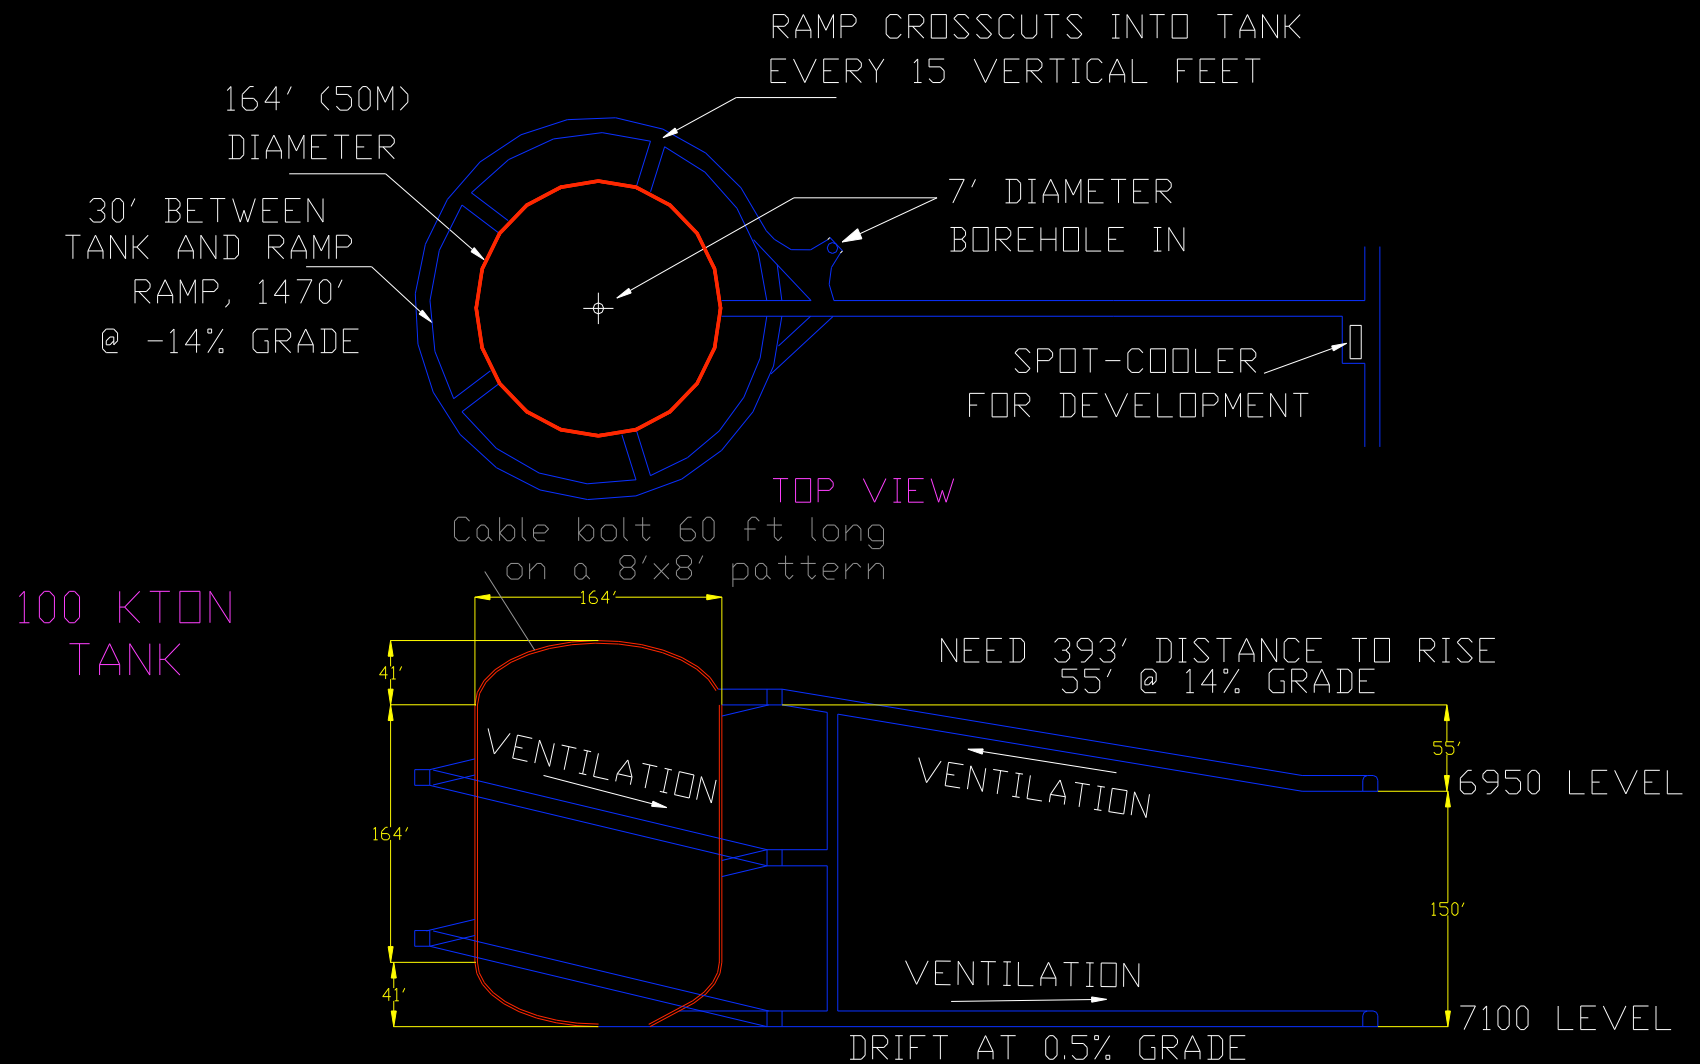 RAMP CROSSCUTS INTO TANK
EVERY 15 VERTICAL FEET
164' (50M)
DIAMETER
30' BETWEEN
TANK AND RAMP
RAMP, 1470'
@ -14% GRADE
7' DIAMETER
BOREHOLE IN
SPOT-COOLER
FOR DEVELOPMENT
TOP VIEW
Cable bolt 60 ft long
on a 8'x8' pattern
100 KTON
TANK
164'
41'
NEED 393' DISTANCE TO RISE
55' @ 14% GRADE
VENTILATION
VENTILATION
55'
6950 LEVEL
164'
150'
41'
VENTILATION
7100 LEVEL
DRIFT AT 0.5% GRADE